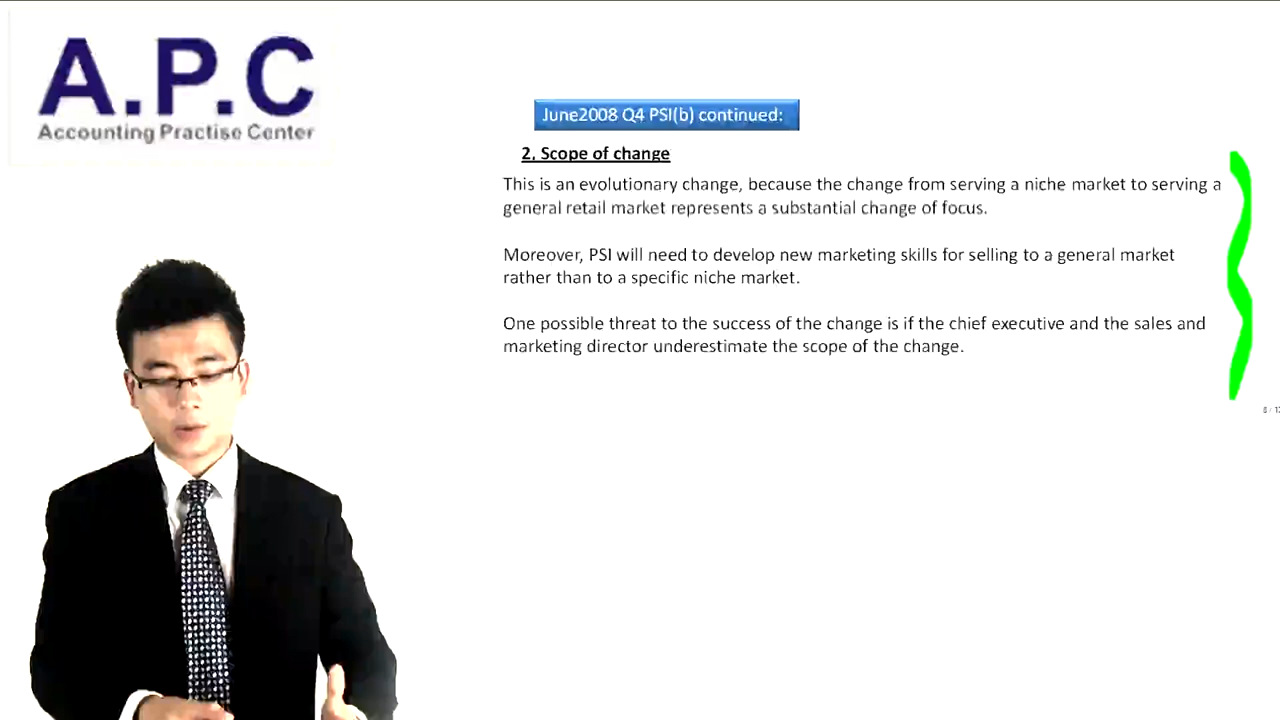 A.P.C
Accounting Practise Center
June2008 Q4 PSI(b) continued:
2. Scope of change
This is an evolutionary change, because the change from serving a niche market to serving a
general retail market represents a substantial change of focus.
Moreover, PSI will need to develop new marketing skills for selling to a general market
rather than to a specific niche market.
One possible threat to the success of the change is if the chief executive and the sales and
marketing director underestimate the scope of the change.